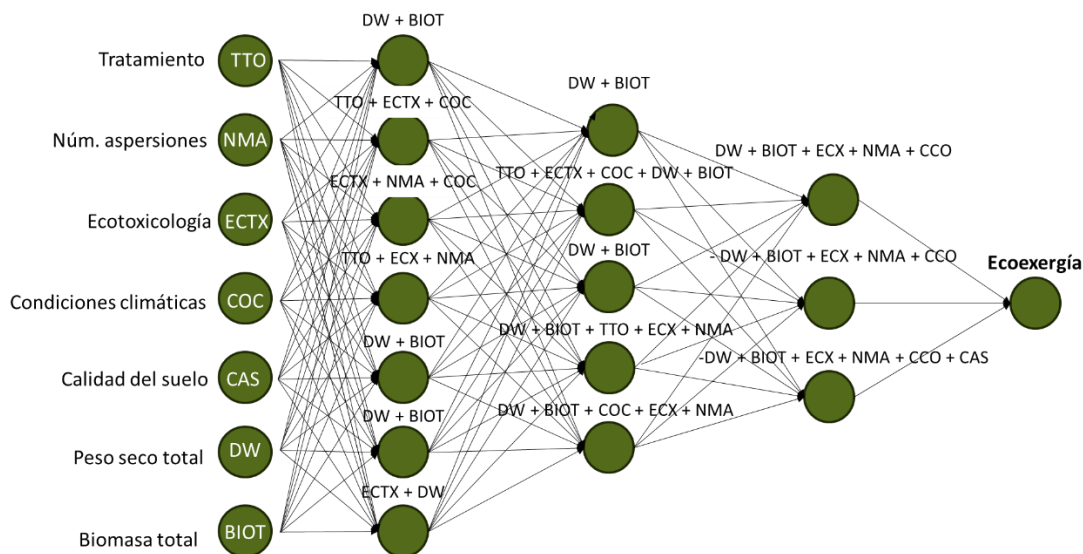 Tratamiento
TTO
Núm. aspersiones
NMA
Ecotoxicología
ECTX
Condiciones climáticas
COC
Calidad del suelo
CAS
Peso seco total
DW
Biomasa total
BIOT
DW + BIOT
TTO + ECTX + COC
ECTX + NMA + COC
TTO + ECX + NMA
DW + BIOT
DW + BIOT
ECTX + DW
DW + BIOT
TTO + ECTX + COC + DW + BIOT
DW + BIOT
DW + BIOT + TTO + ECX + NMA
DW + BIOT + COC + ECX + NMA
DW + BIOT + ECX + NMA + CCO
- DW + BIOT + ECX + NMA + CCO
-DW + BIOT + ECX + NMA + CCO + CAS
Ecoexergía